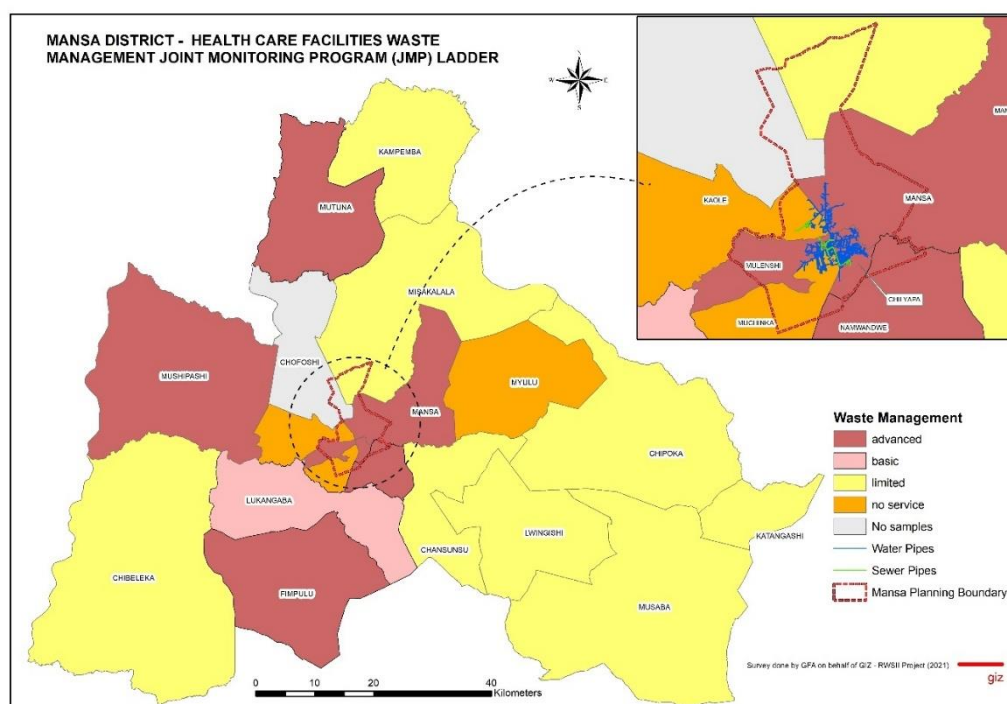 MANSA DISTRICT - HEALTH CARE FACILITIES WASTE
MANAGEMENT JOINT MONITORING PROGRAM (JMP) LADDER
N
W
E
S
KAMPEMBA
MUTUNA
MISAKALALA
CHOFOSHI
MUSHIPASHI
MYULU
MANSA
CHIPOKA
LUKANGABA
LWINGISHI
KATANGASHI
CHANSUNSU
CHIBELEKA
FIMPULU
MUSABA
0 10 20 40
Kilometers
MAN
KAOLE
MANSA
MULENSHI
CHILYAPA
MUCHINKA
NAMWANDWE
Waste Management
advanced
basic
limited
no service
No samples
Water Pipes
Sewer Pipes
Mansa Planning Boundary
Survey done by GFA on behalf of GIZ - RWSII Project (2021)
giz